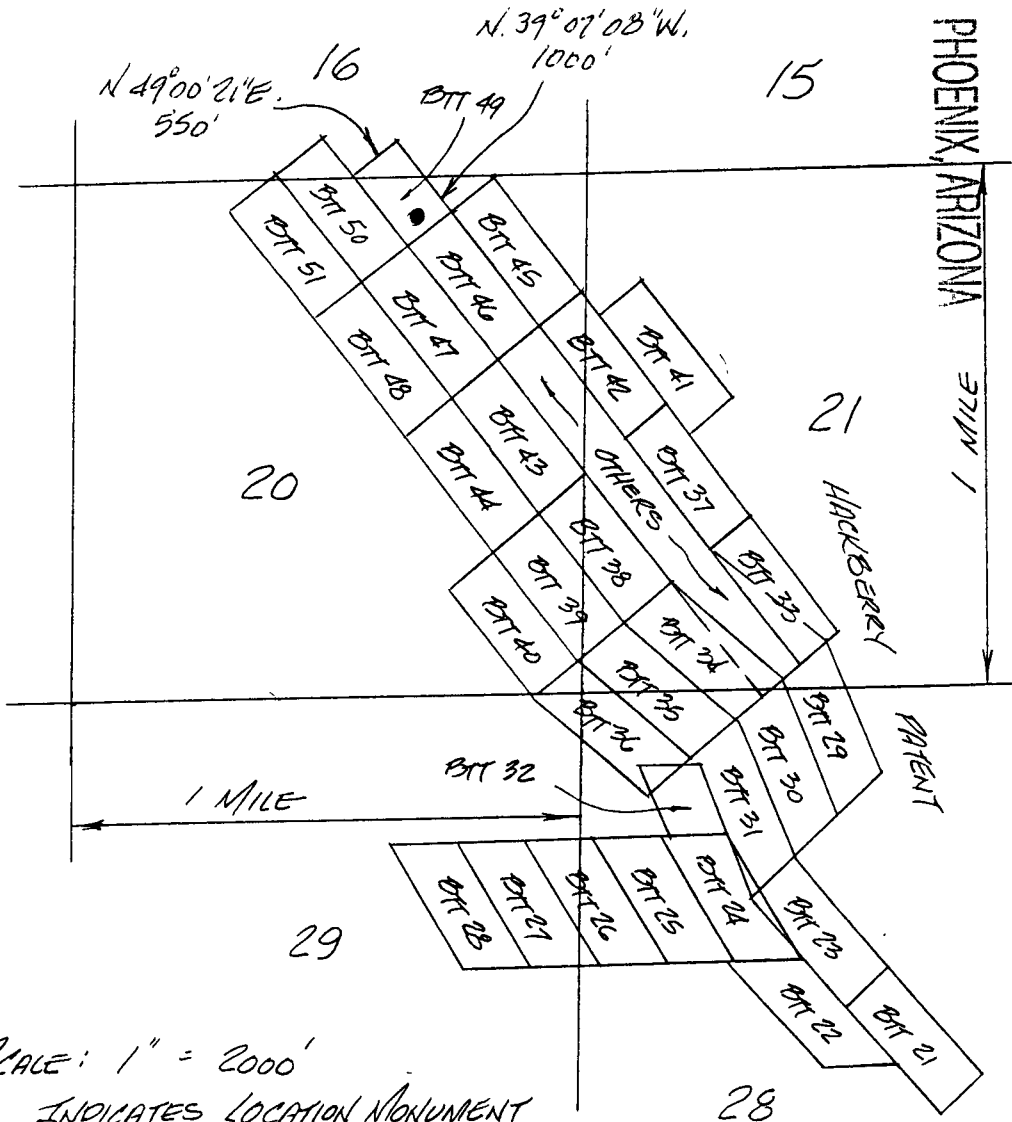 N. 39° 07' 08" W.
1000'
16
15
N 49° 00' 21" E.
550'
BTT 49
PHOENIX, ARIZONA
BTT 50
BTT 51
BTT 45
BTT 46
BTT 47
BTT 48
BTT 41
BTT 42
1 MILE
21
BTT 43
BTT 44
OTHERS
BTT 37
20
HACKBERRY
BTT 38
BTT 39
BTT 33
BTT 40
BTT 34
BTT 35
BTT 36
BTT 29
PATENT
BTT 30
BTT 32
BTT 31
1 MILE
BTT 28
BTT 27
BTT 26
BTT 25
BTT 24
BTT 23
29
BTT 22
BTT 21
SCALE: 1" = 2000'
INDICATES LOCATION MONUMENT
28